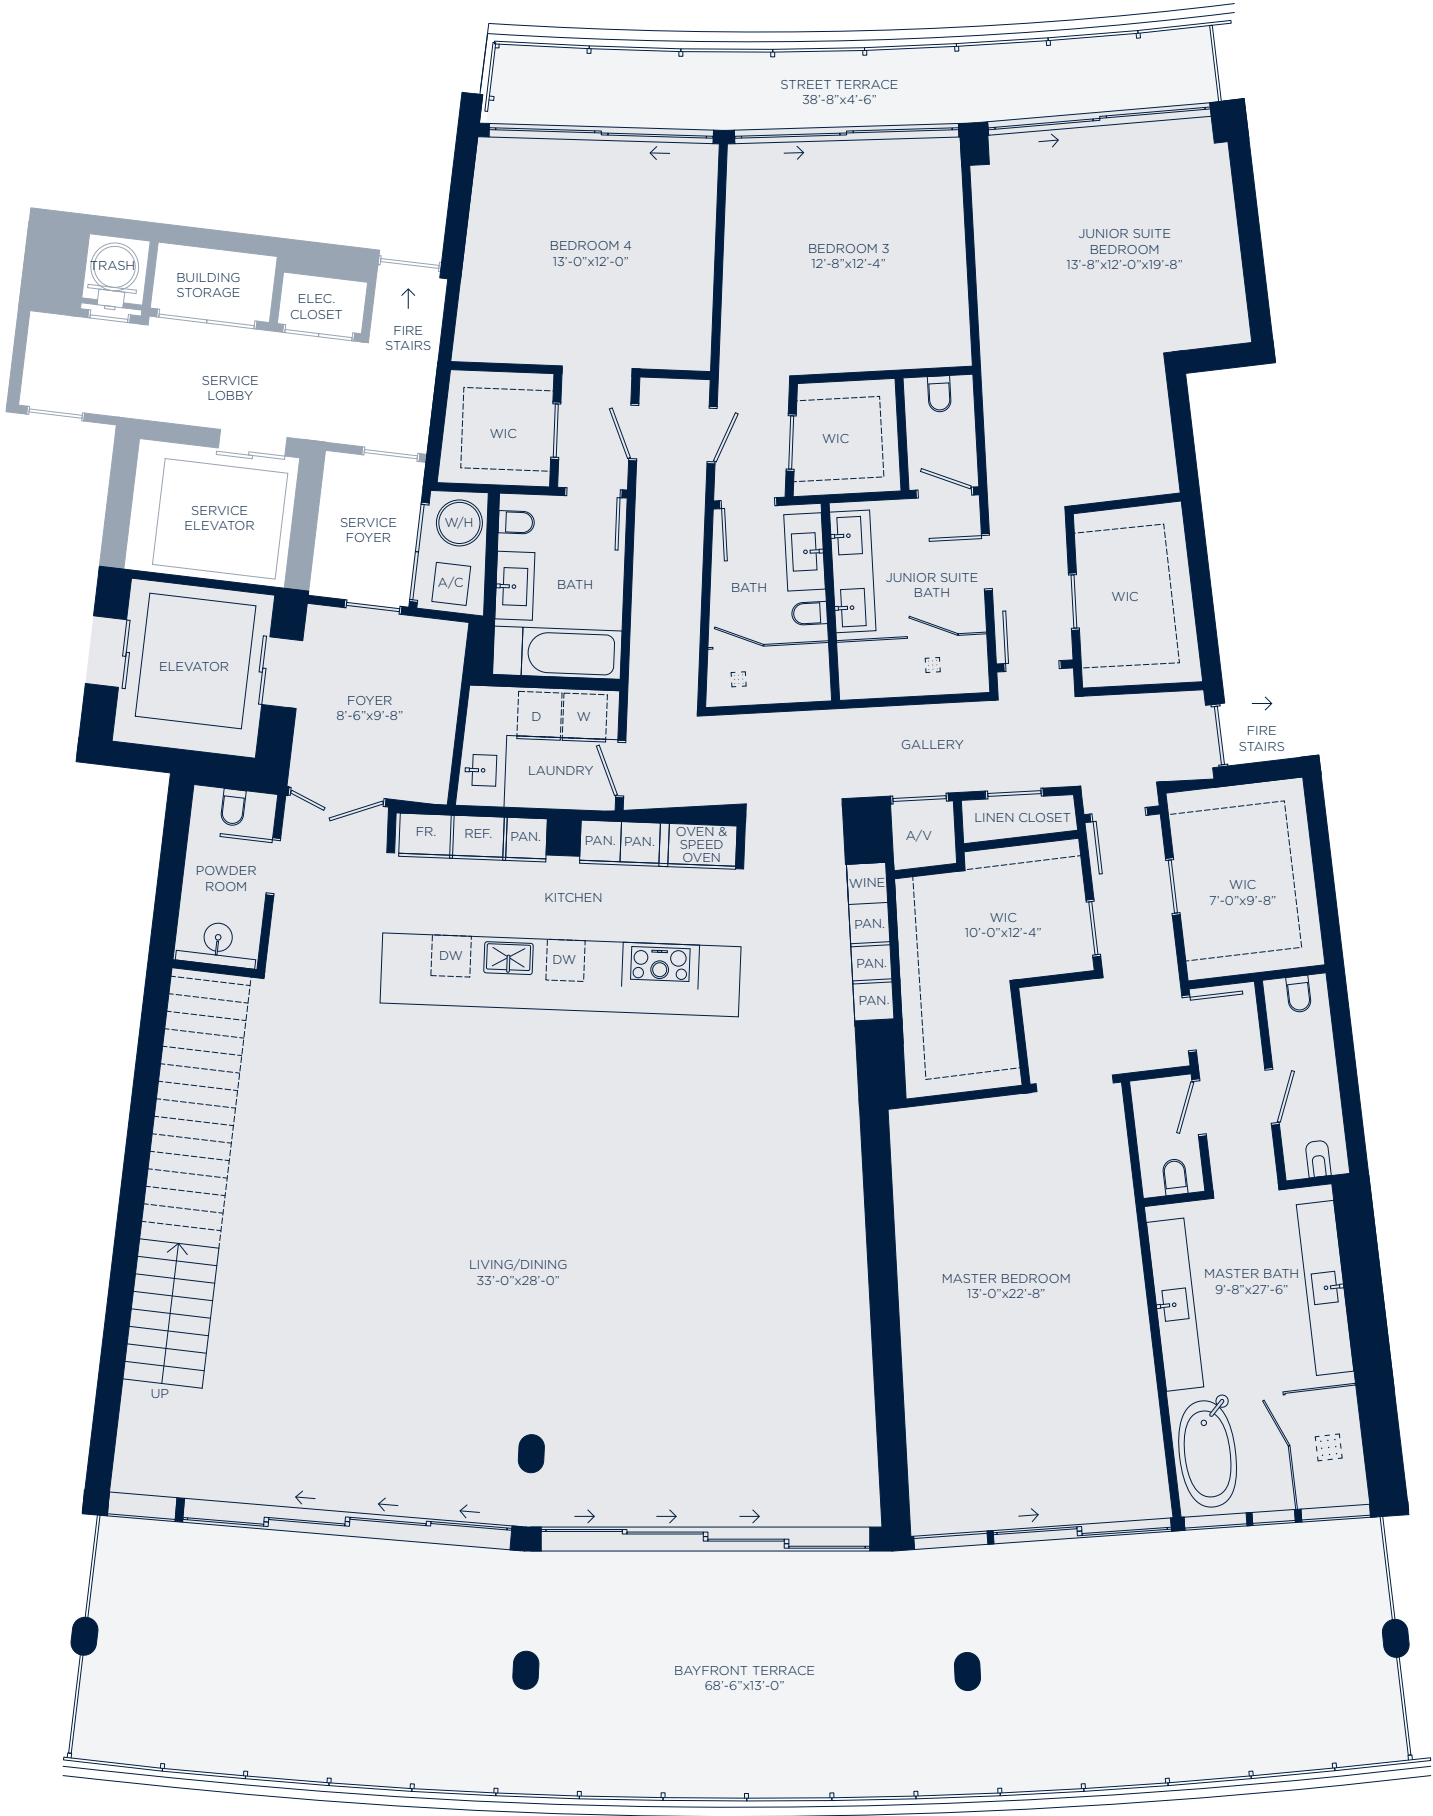 STREET TERRACE
38'-8"x4'-6"
BEDROOM 4
13'-0"x12'-0"
BEDROOM 3
12'-8"x12'-4"
JUNIOR SUITE
BEDROOM
13'-8"x12'-0"x19'-8"
TRASH
BUILDING
STORAGE
ELEC.
CLOSET
FIRE
STAIRS
SERVICE
LOBBY
WIC
WIC
SERVICE
ELEVATOR
SERVICE
FOYER
W/H
A/C
BATH
BATH
JUNIOR SUITE
BATH
WIC
ELEVATOR
FOYER
8'-6"x9'-8"
D
W
LAUNDRY
GALLERY
FIRE
STAIRS
FR.
REF.
PAN.
PAN.
PAN.
OVEN &
SPEED
OVEN
A/V
LINEN CLOSET
POWDER
ROOM
KITCHEN
WINE
PAN.
PAN.
PAN.
WIC
10'-0"x12'-4"
WIC
7'-0"x9'-8"
DW
DW
LIVING/DINING
33'-0"x28'-0"
MASTER BEDROOM
13'-0"x22'-8"
MASTER BATH
9'-8"x27'-6"
UP
BAYFRONT TERRACE
68'-6"x13'-0"